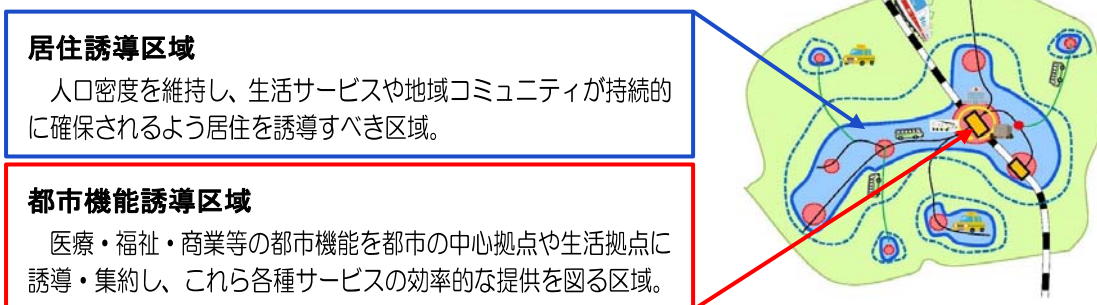 居住誘導区域
人口密度を維持し、生活サービスや地域コミュニティが持続的
に確保されるよう居住を誘導すべき区域。
都市機能誘導区域
医療・福祉・商業等の都市機能を都市の中心拠点や生活拠点に
誘導・集約し、これら各種サービスの効率的な提供を図る区域。